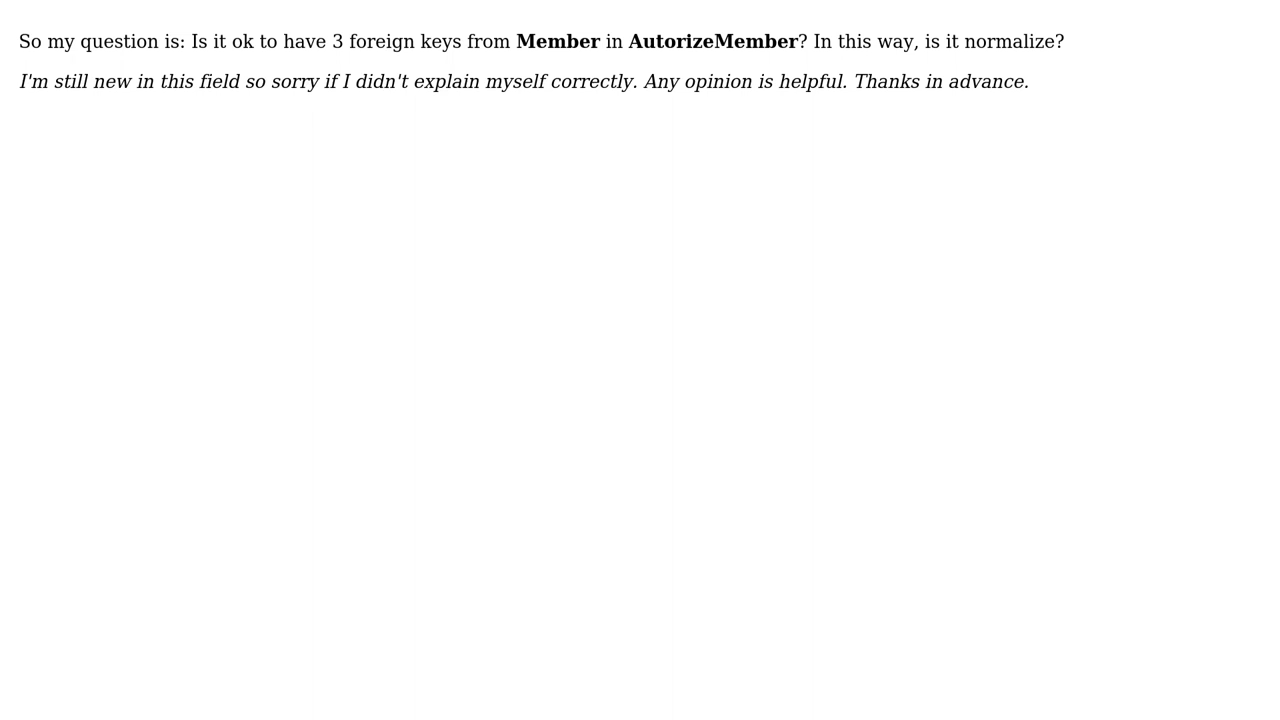 So my question is: Is it ok to have 3 foreign keys from Member in AutorizeMember? In this way, is it normalize?
I'm still new in this field so sorry if I didn't explain myself correctly. Any opinion is helpful. Thanks in advance.